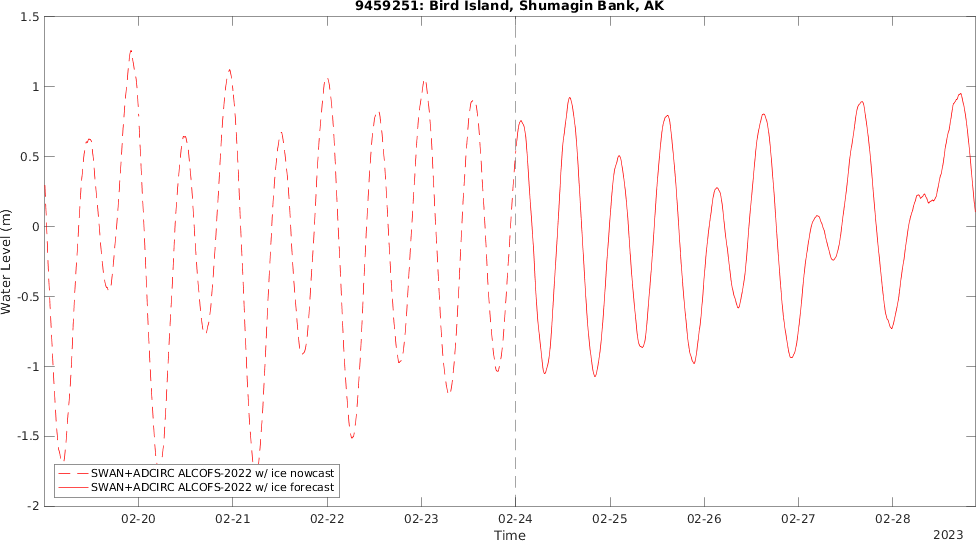 9459251: Bird Island, Shumagin Bank, AK
1.5
1
0.5
0
-0.5
-1
-1.5
-2
Water Level (m)
SWAN+ADCIRC ALCOFS-2022 w/ ice nowcast
SWAN+ADCIRC ALCOFS-2022 w/ ice forecast
02-20 02-21 02-22 02-23 02-24 02-25 02-26 02-27 02-28
Time
2023